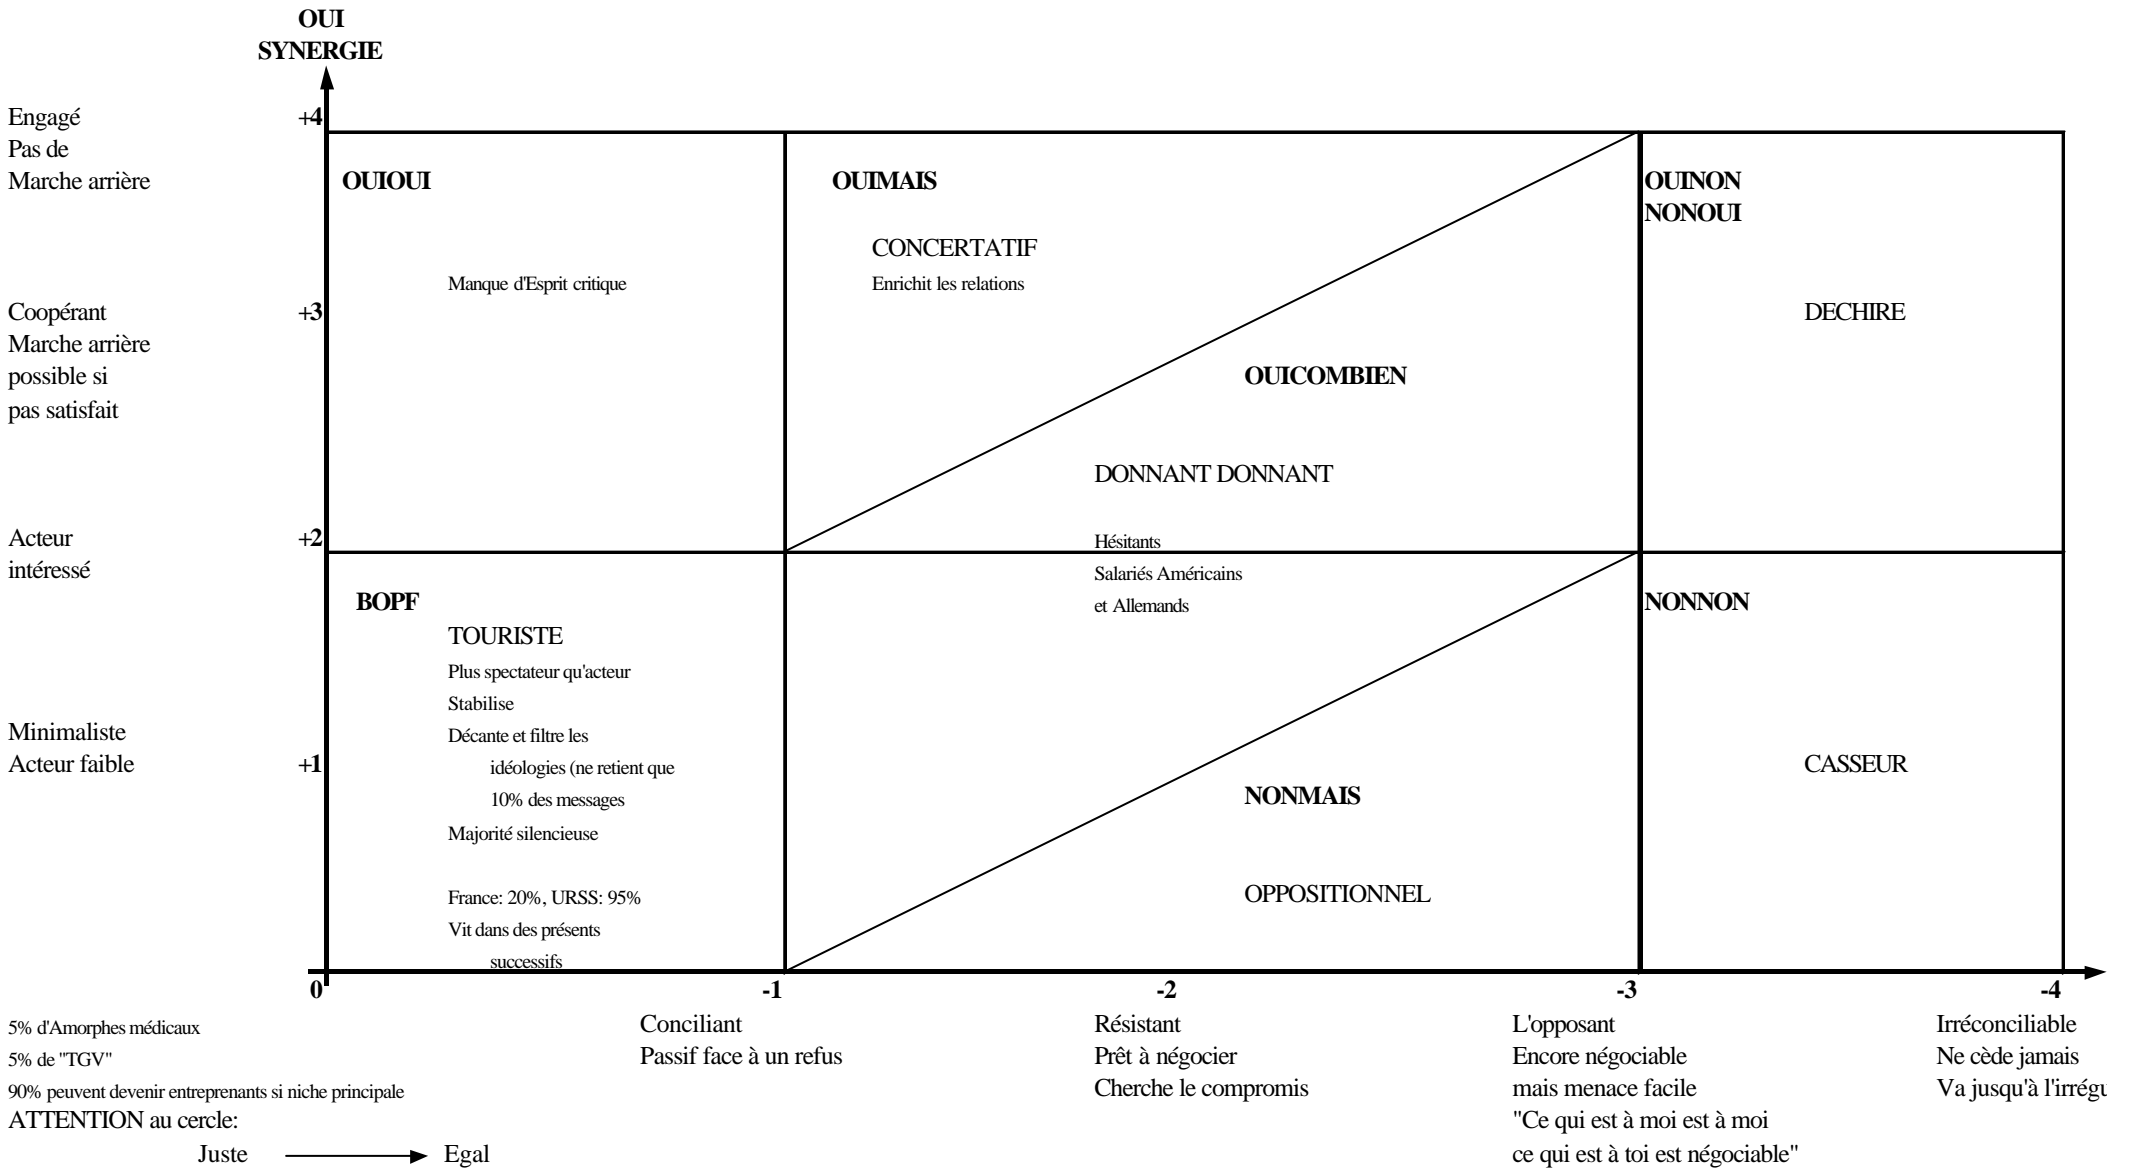 OUI
SYNERGIE
Engagé
Pas de
Marche arrière
+4
OUIOUI
OUIMAIS
OUINON
NONOUI
CONCERTATIF
Manque d'Esprit critique
Enrichit les relations
Coopérant
Marche arrière
possible si
pas satisfait
+3
DECHIRE
OUICOMBIEN
DONNANT DONNANT
Acteur
intéressé
+2
Hésitants
Salariés Américains
et Allemands
BOPF
NONNON
TOURISTE
Plus spectateur qu'acteur
Stabilise
Décante et filtre les
idéologies (ne retient que
10% des messages
Majorité silencieuse
Minimaliste
Acteur faible
+1
CASSEUR
NONMAIS
OPPOSITIONNEL
France: 20%, URSS: 95%
Vit dans des présents
successifs
0
-1
-2
-3
-4
5% d'Amorphes médicaux
5% de "TGV"
90% peuvent devenir entreprenants si niche principale
ATTENTION au cercle:
Juste
Egal
Conciliant
Passif face à un refus
Résistant
Prêt à négocier
Cherche le compromis
L'opposant
Encore négociable
mais menace facile
"Ce qui est à moi est à moi
ce qui est à toi est négociable"
Irréconciliable
Ne cède jamais
Va jusqu'à